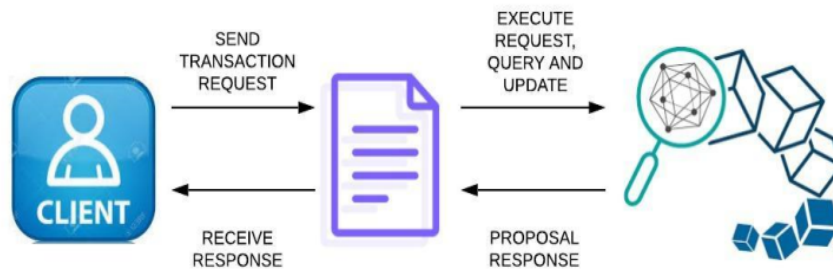 SEND
TRANSACTION
REQUEST
EXECUTE
REQUEST,
QUERY AND
UPDATE
CLIENT
RECEIVE
RESPONSE
PROPOSAL
RESPONSE